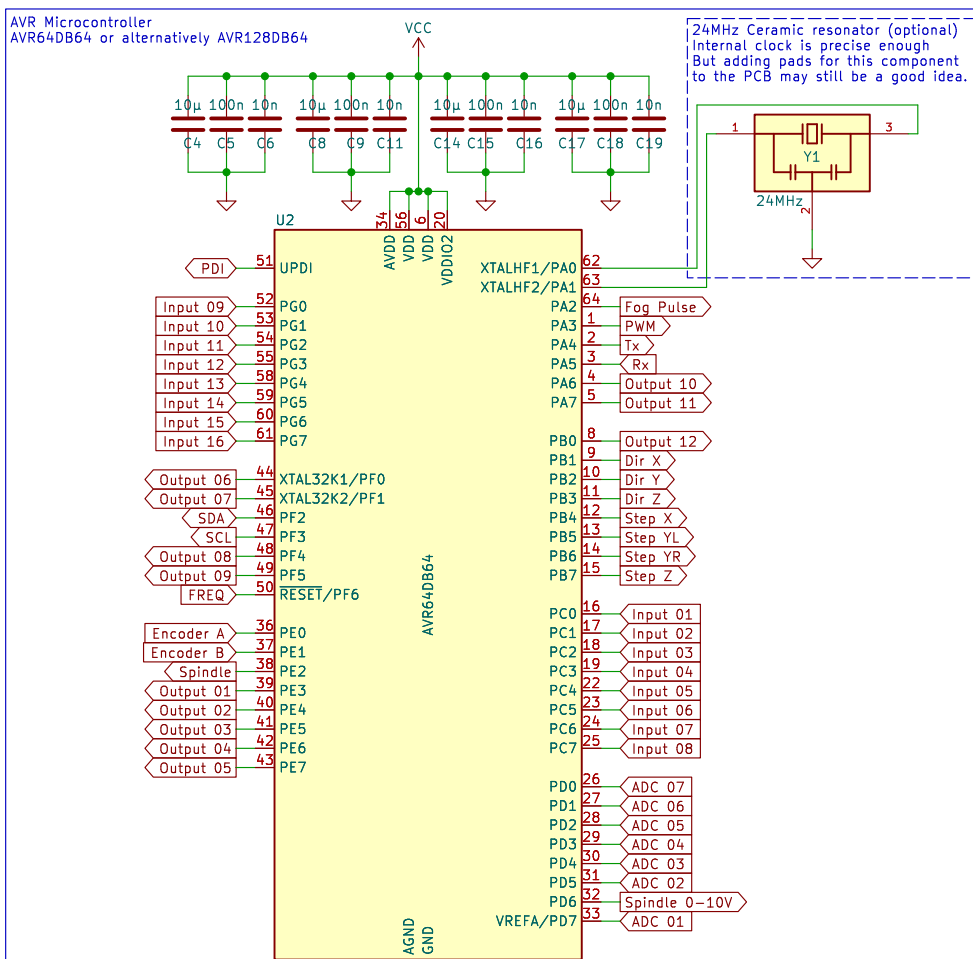 AVR Microcontroller
AVR64DB64 or alternatively AVR128DB64
VCC
24MHz Ceramic resonator (optional)
Internal clock is precise enough
But adding pads for this component
to the PCB may still be a good idea.
10µ 100n 10n 10µ 100n 10n 10µ 100n 10n 10µ 100n 10n
C4 C5 C6 C8 C9 C11 C14 C15 C16 C17 C18 C19
1 3
Y1
24MHz
2
U2
34 56 6 20
AVDD VDD VDD VDDIO2
PDI 51 UPDI
XTALHF1/PA0 62
XTALHF2/PA1 63
Input 09 52 PG0
PA2 64 Fog Pulse
Input 10 53 PG1
PA3 1 PWM
Input 11 54 PG2
PA4 2 Tx
Input 12 55 PG3
PA5 3 Rx
Input 13 58 PG4
PA6 4 Output 10
Input 14 59 PG5
PA7 5 Output 11
Input 15 60 PG6
Input 16 61 PG7
PB0 8 Output 12
PB1 9 Dir X
Output 06 44 XTAL32K1/PF0
PB2 10 Dir Y
Output 07 45 XTAL32K2/PF1
PB3 11 Dir Z
SDA 46 PF2
PB4 12 Step X
SCL 47 PF3
PB5 13 Step YL
Output 08 48 PF4
PB6 14 Step YR
Output 09 49 PF5
PB7 15 Step Z
FREQ 50 RESET/PF6
AVR64DB64
PC0 16 Input 01
Encoder A 36 PE0
PC1 17 Input 02
Encoder B 37 PE1
PC2 18 Input 03
Spindle 38 PE2
PC3 19 Input 04
Output 01 39 PE3
PC4 22 Input 05
Output 02 40 PE4
PC5 23 Input 06
Output 03 41 PE5
PC6 24 Input 07
Output 04 42 PE6
PC7 25 Input 08
Output 05 43 PE7
PD0 26 ADC 07
PD1 27 ADC 06
PD2 28 ADC 05
PD3 29 ADC 04
PD4 30 ADC 03
PD5 31 ADC 02
PD6 32 Spindle 0-10V
VREFA/PD7 33 ADC 01
AGND
GND